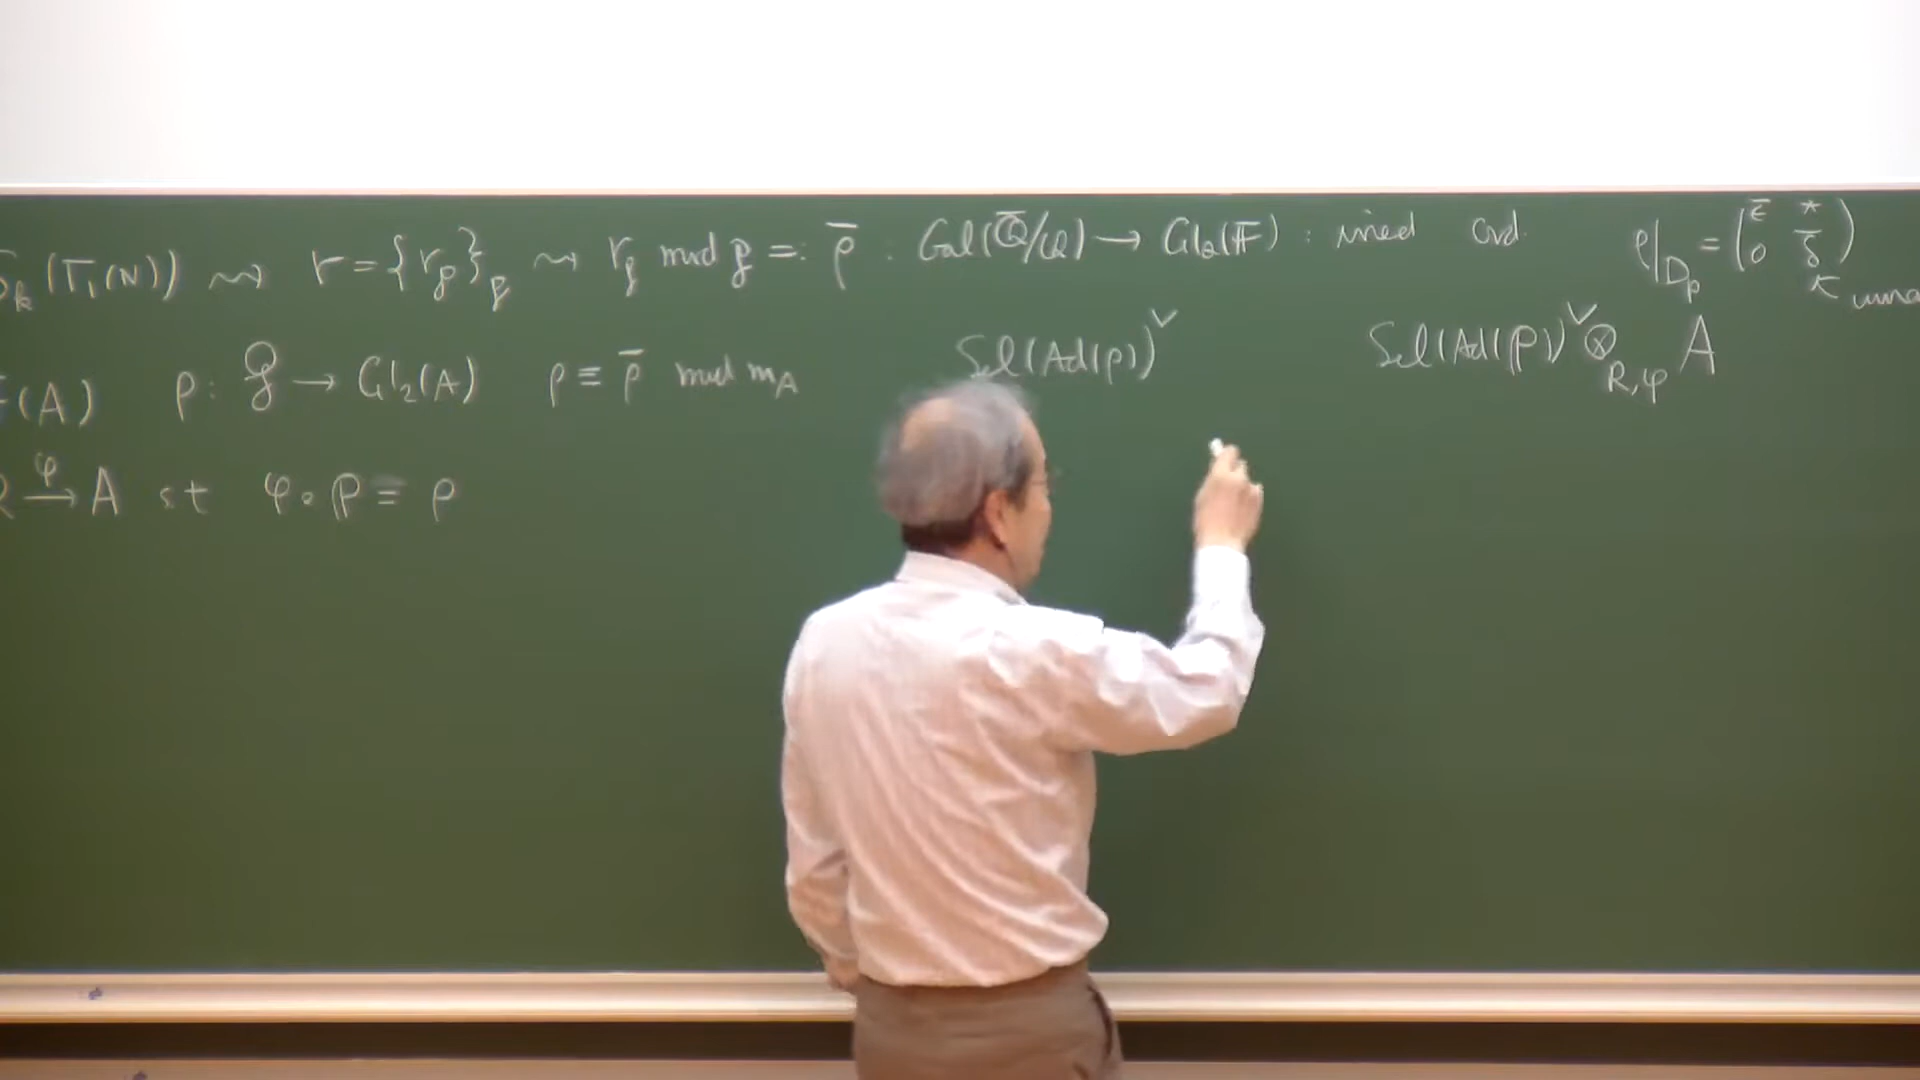 S_k(Γ_1(N)) ⇝ r = {r_𝔭}_𝔭 ⇝ r_𝔭 mod 𝔭 =: ρ̄ : Gal(Q̄/Q) → GL_2(𝔽) : irred ord. ρ|_{D_p} = (ε̄ * 0 δ̄)
↖ unra
(A) ρ : 𝒢 → GL_2(A) ρ ≡ ρ̄ mod m_A Sel(Ad(ρ))^∨ Sel(Ad(𝛒))^∨ ⊗_{R,φ} A
R →^φ A st φ∘𝛒 ≡ ρ